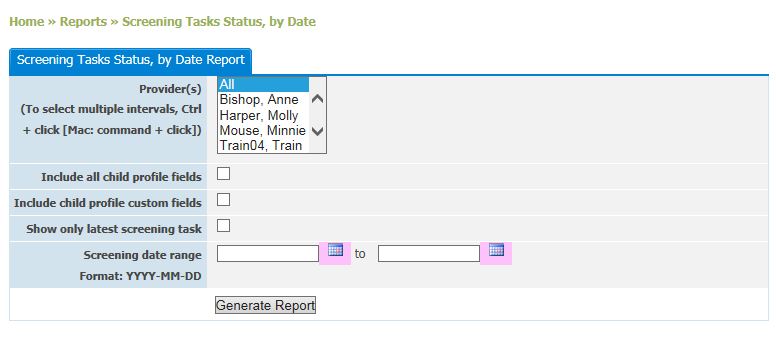 Home » Reports » Screening Tasks Status, by Date
Screening Tasks Status, by Date Report
Provider(s)
(To select multiple intervals, Ctrl
+ click [Mac: command + click])
All
Bishop, Anne
Harper, Molly
Mouse, Minnie
Train04, Train
Include all child profile fields
Include child profile custom fields
Show only latest screening task
Screening date range
Format: YYYY-MM-DD
to
Generate Report